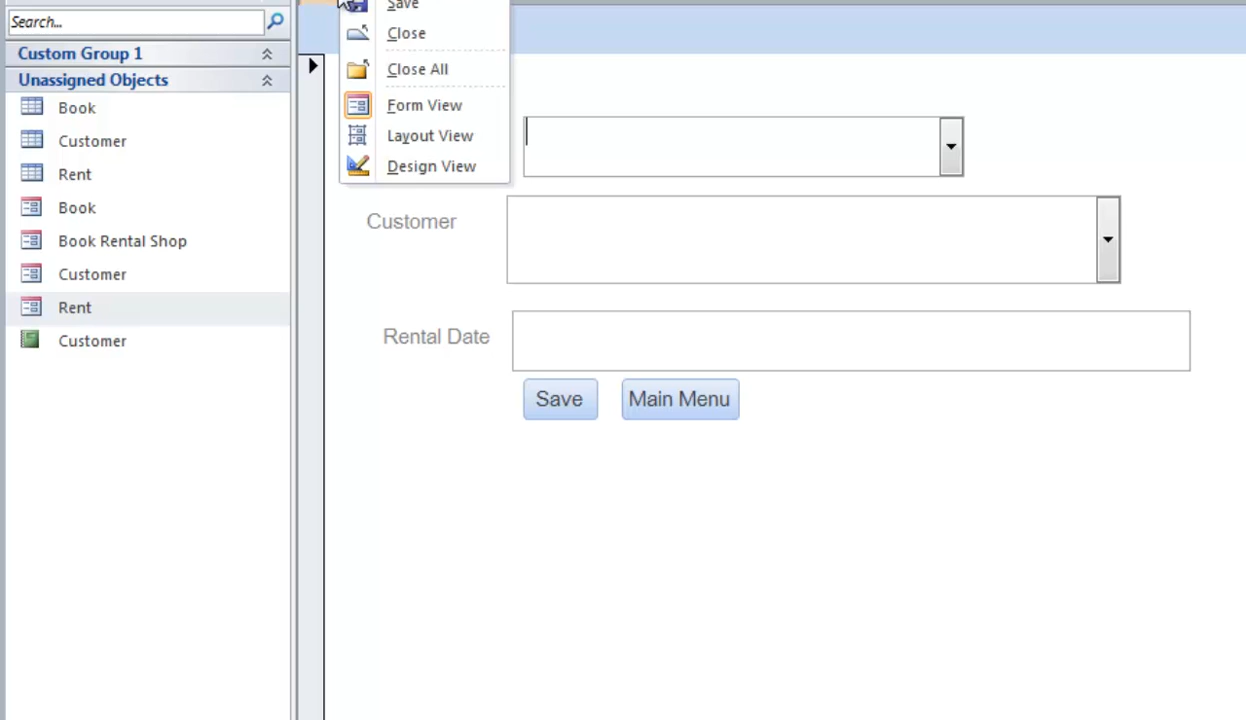 Search...
Custom Group 1
Unassigned Objects
Book
Customer
Rent
Book
Book Rental Shop
Customer
Rent
Customer
Save
Close
Close All
Form View
Layout View
Design View
Customer
Rental Date
Save
Main Menu